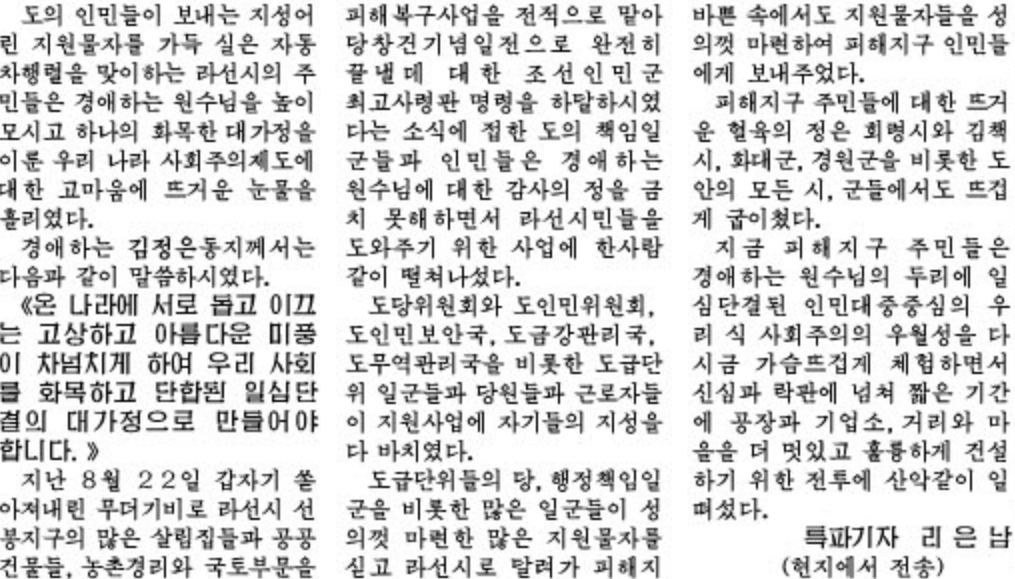 도의 인민들이 보내는 지성어
린 지원물자를 가득 실은 자동
차행렬을 맞이하는 라선시의 주
민들은 경애하는 원수님을 높이
모시고 하나의 화목한 대가정을
이룬 우리 나라 사회주의제도에
대한 고마움에 뜨거운 눈물을
흘리였다.
경애하는 김정은동지께서는
다음과 같이 말씀하시였다.
《온 나라에 서로 돕고 이끄
는 고상하고 아름다운 미풍
이 차넘치게 하여 우리 사회
를 화목하고 단합된 일심단
결의 대가정으로 만들어야
합니다.》
지난 8월 22일 갑자기 쏟
아져내린 무더기비로 라선시 선
봉지구의 많은 살림집들과 공공
건물들, 농촌경리와 국토부문을
피해복구사업을 전적으로 맡아
당창건기념일전으로 완전히
끝낼데 대한 조선인민군
최고사령관 명령을 하달하시였
다는 소식에 접한 도의 책임일
군들과 인민들은 경애하는
원수님에 대한 감사의 정을 금
치 못해하면서 라선시민들을
도와주기 위한 사업에 한사람
같이 떨쳐나섰다.
도당위원회와 도인민위원회,
도인민보안국, 도급강관리국,
도무역관리국을 비롯한 도급단
위 일군들과 당원들과 근로자들
이 지원사업에 자기들의 지성을
다 바치였다.
도급단위들의 당, 행정책임일
군을 비롯한 많은 일군들이 성
의껏 마련한 많은 지원물자를
싣고 라선시로 달려가 피해지
바쁜 속에서도 지원물자들을 성
의껏 마련하여 피해지구 인민들
에게 보내주었다.
피해지구 주민들에 대한 뜨거
운 혈육의 정은 회령시와 김책
시, 화대군, 경원군을 비롯한 도
안의 모든 시, 군들에서도 뜨겁
게 굽이쳤다.
지금 피해지구 주민들은
경애하는 원수님의 두리에 일
심단결된 인민대중중심의 우
리 식 사회주의의 우월성을 다
시금 가슴뜨겁게 체험하면서
신심과 락관에 넘쳐 짧은 기간
에 공장과 기업소, 거리와 마
을을 더 멋있고 훌륭하게 건설
하기 위한 전투에 산악같이 일
떠섰다.
특파기자 리은남
(현지에서 전송)